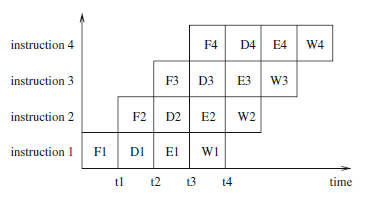 instruction 4 F4 D4 E4 W4
instruction 3 F3 D3 E3 W3
instruction 2 F2 D2 E2 W2
instruction 1 F1 D1 E1 W1
t1 t2 t3 t4 time